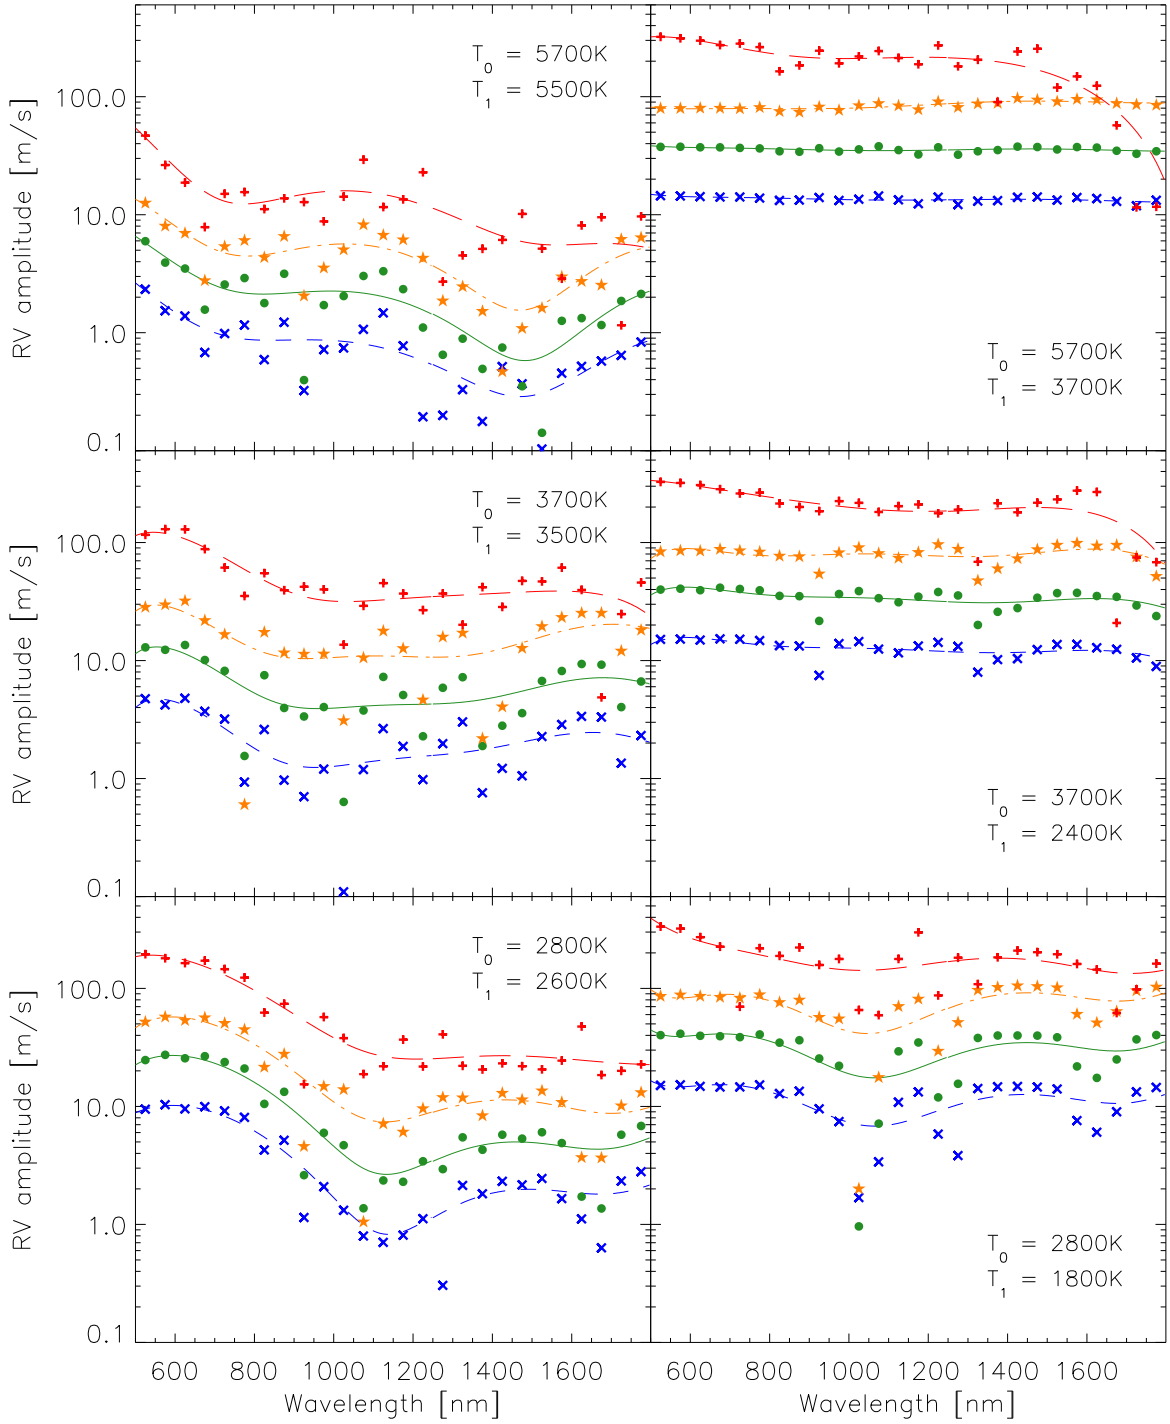 T0 = 5700K
T1 = 5500K
100.0
10.0
1.0
0.1
RV amplitude [m/s]
T0 = 5700K
T1 = 3700K
T0 = 3700K
T1 = 3500K
100.0
10.0
1.0
0.1
RV amplitude [m/s]
T0 = 3700K
T1 = 2400K
T0 = 2800K
T1 = 2600K
100.0
10.0
1.0
0.1
RV amplitude [m/s]
T0 = 2800K
T1 = 1800K
600 800 1000 1200 1400 1600
Wavelength [nm]
600 800 1000 1200 1400 1600
Wavelength [nm]